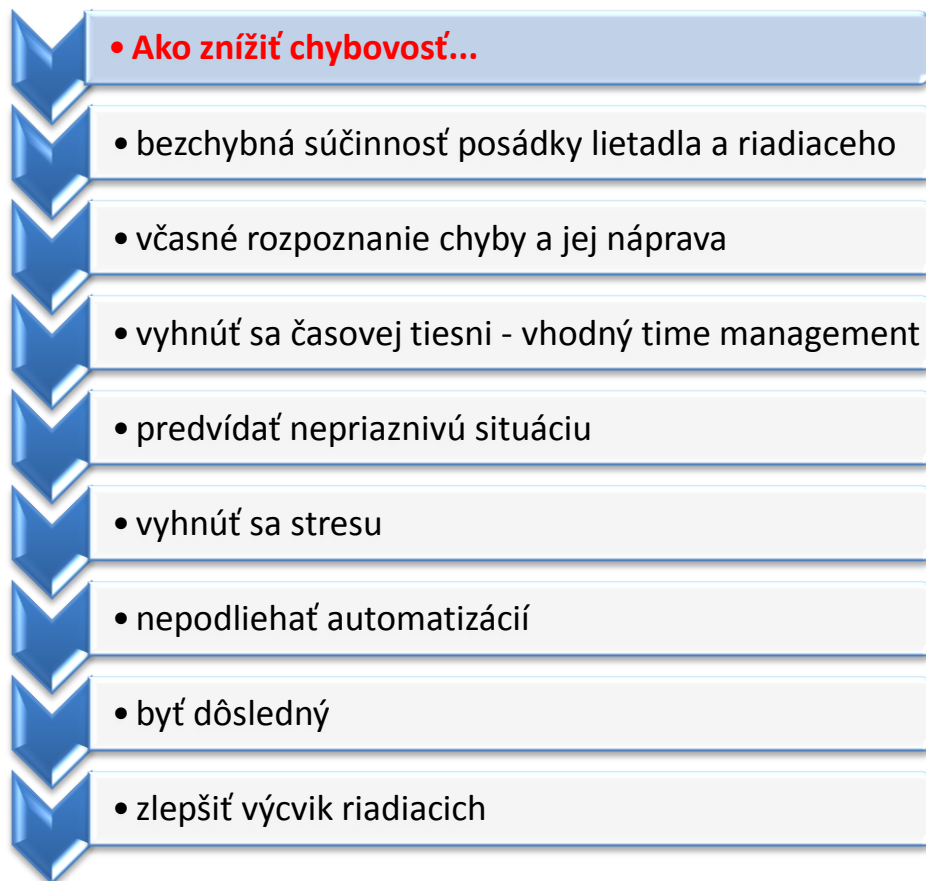 • Ako znížiť chybovosť...
• bezchybná súčinnosť posádky lietadla a riadiaceho
• včasné rozpoznanie chyby a jej náprava
• vyhnúť sa časovej tiesni - vhodný time management
• predvídať nepriaznivú situáciu
• vyhnúť sa stresu
• nepodliehať automatizácií
• byť dôsledný
• zlepšiť výcvik riadiacich